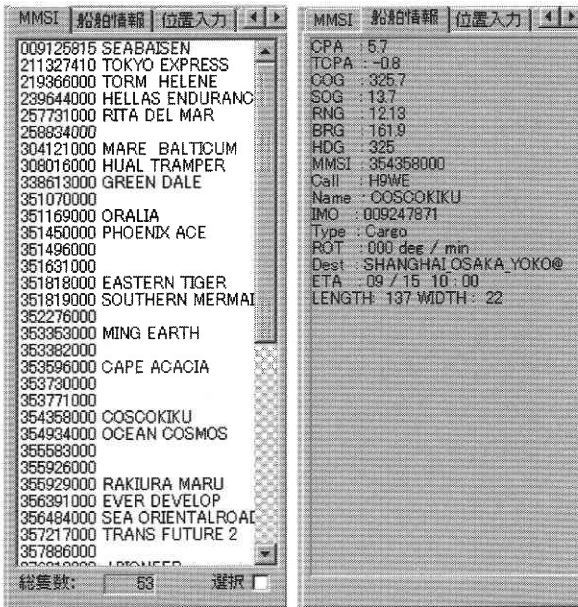 MMSI 船舶情報 位置入力
009125915 SEABAISEN
211327410 TOKYO EXPRESS
219366000 TORM HELENE
239644000 HELLAS ENDURANC
257731000 RITA DEL MAR
258834000
304121000 MARE BALTICUM
308016000 HUAL TRAMPER
338613000 GREEN DALE
351070000
351169000 ORALIA
351450000 PHOENIX ACE
351496000
351631000
351818000 EASTERN TIGER
351819000 SOUTHERN MERMAI
352276000
353353000 MING EARTH
353382000
353596000 CAPE ACACIA
353730000
353771000
354358000 COSCOKIKU
354934000 OCEAN COSMOS
355583000
355926000
355929000 RAKIURA MARU
356391000 EVER DEVELOP
356484000 SEA ORIENTALROAD
357217000 TRANS FUTURE 2
357886000
総隻数: 53 選択
MMSI 船舶情報 位置入力
CPA : 5.7
TCPA : -0.8
COG : 325.7
SOG : 13.7
RNG : 12.13
BRG : 161.9
HDG : 325
MMSI : 354358000
Call : H9WE
Name : COSCOKIKU
IMO : 009247871
Type : Cargo
ROT : 000 deg / min
Dest : SHANGHAI_OSAKA_YOKO@
ETA : 09 / 15 10 : 00
LENGTH: 137 WIDTH : 22